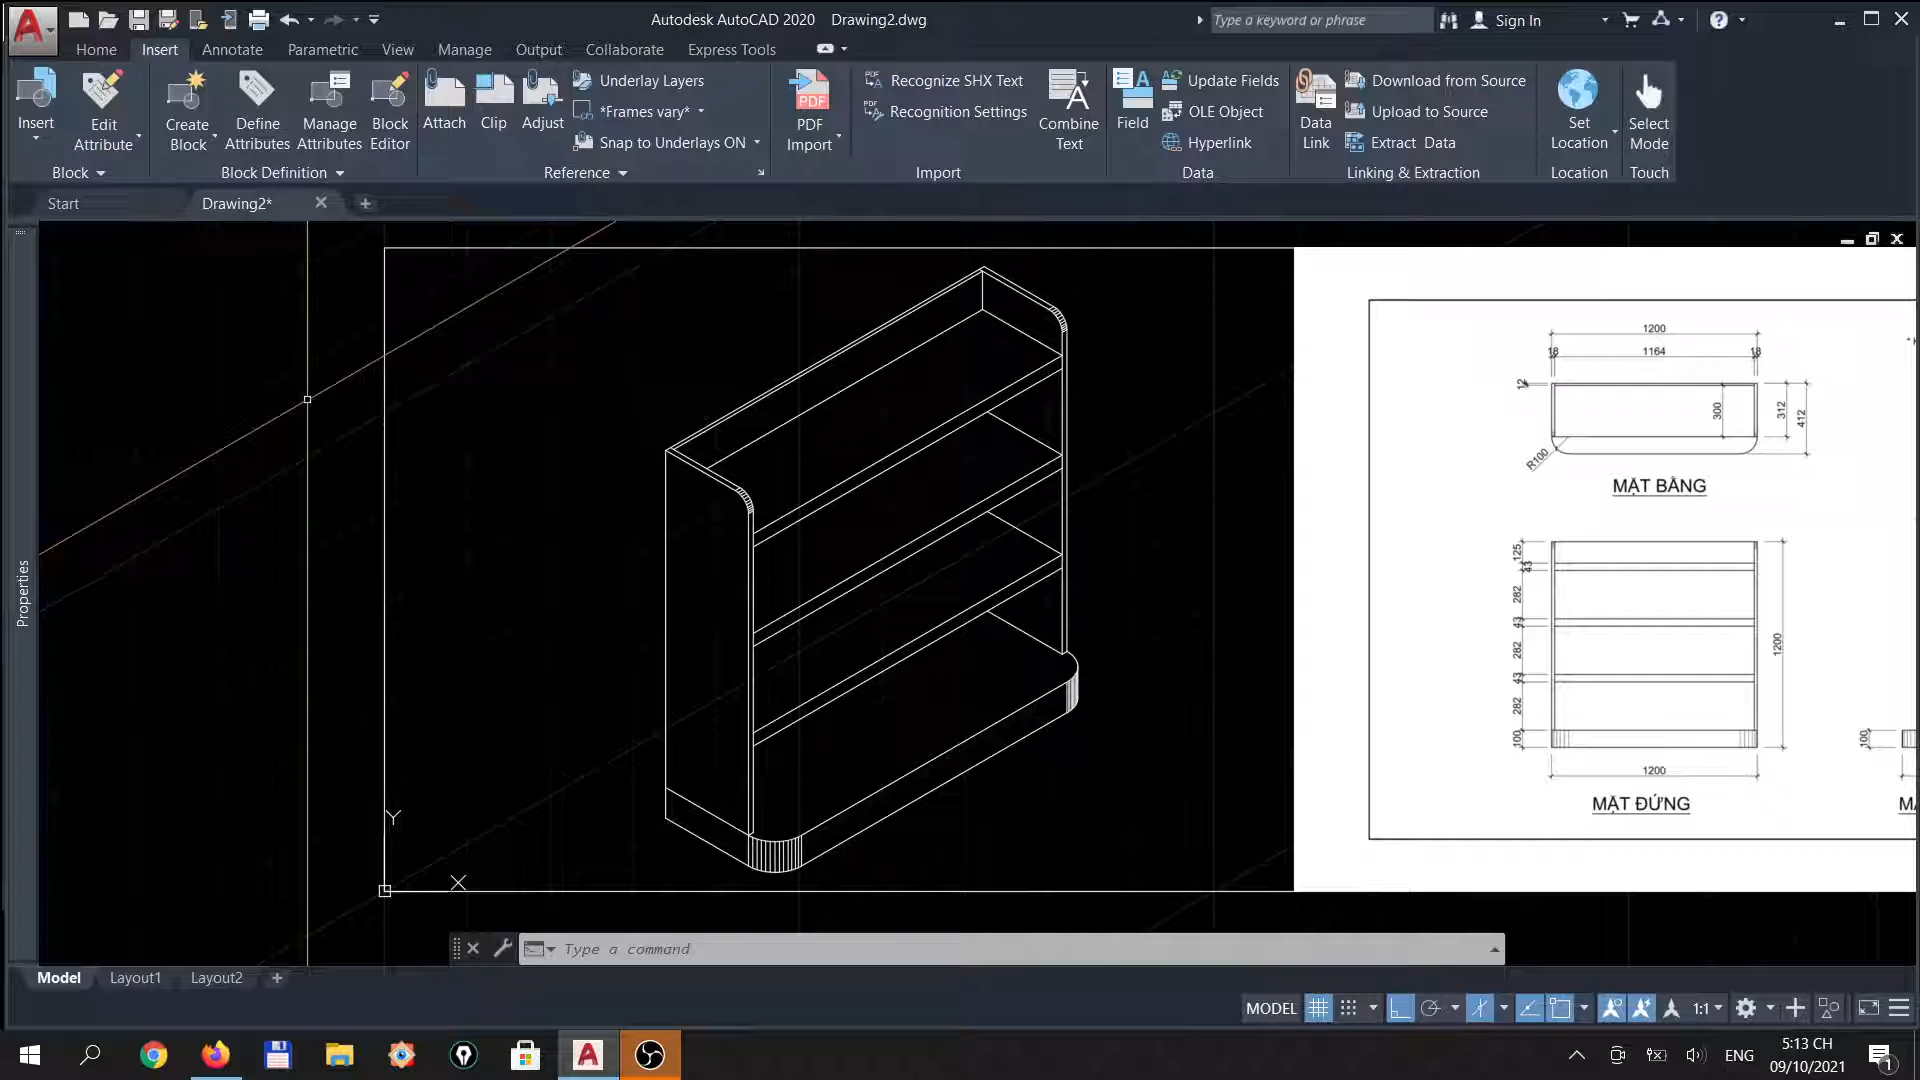 Autodesk AutoCAD 2020 Drawing2.dwg
Type a keyword or phrase
Sign In
Home Insert Annotate Parametric View Manage Output Collaborate Express Tools
Insert
Edit Attribute
Create Block
Define Attributes
Manage Attributes
Block Editor
Attach
Clip
Adjust
Underlay Layers
*Frames vary*
Snap to Underlays ON
PDF Import
Recognize SHX Text
Recognition Settings
Combine Text
Field
Update Fields
OLE Object
Hyperlink
Data Link
Download from Source
Upload to Source
Extract Data
Set Location
Select Mode
Block
Block Definition
Reference
Import
Data
Linking & Extraction
Location
Touch
Start
Drawing2*
Properties
Y
X
1200
18 1164 18
12
300
312
412
R100
MẶT BẰNG
125
43
282
43
282
43
282
100
1200
1200
MẶT ĐỨNG
100
Type a command
Model Layout1 Layout2
MODEL
1:1
ENG
5:13 CH
09/10/2021
1